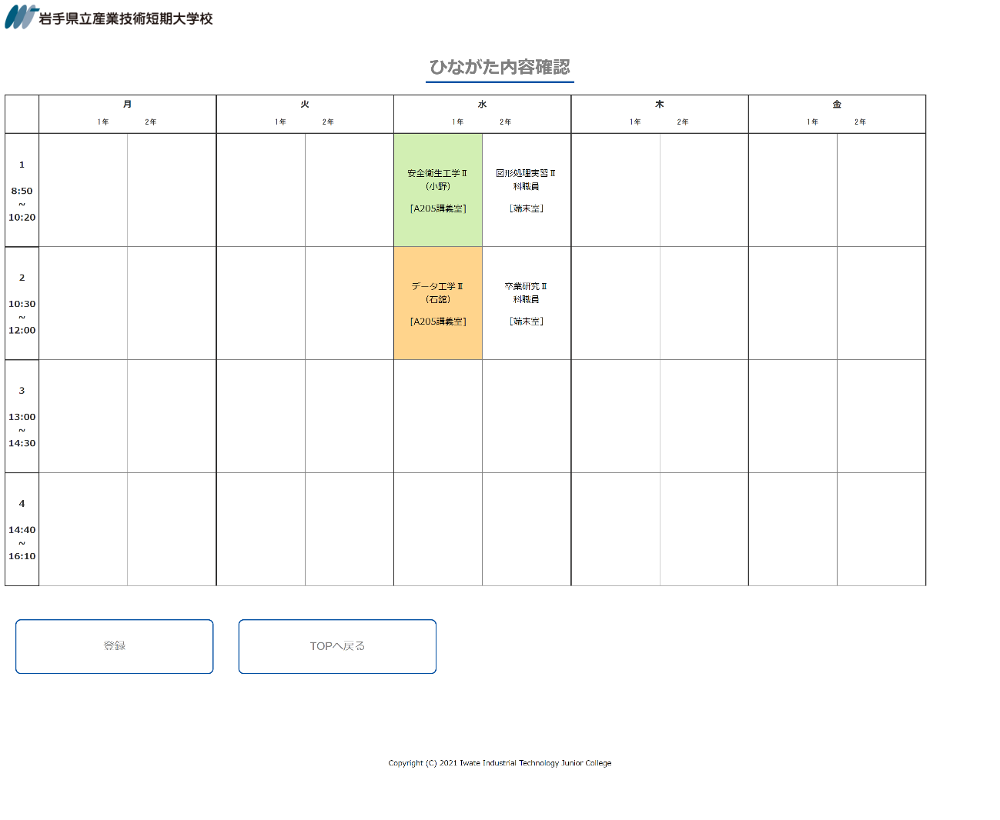 岩手県立産業技術短期大学校
ひながた内容確認
月 火 水 木 金
1年 2年 1年 2年 1年 2年 1年 2年 1年 2年
1
8:50
~
10:20
安全衛生工学Ⅱ
（小野）
[A205講義室]
図形処理実習Ⅱ
科職員
［端末室］
2
10:30
~
12:00
データ工学Ⅱ
（石舘）
[A205講義室]
卒業研究Ⅱ
科職員
［端末室］
3
13:00
~
14:30
4
14:40
~
16:10
登録
TOPへ戻る
Copyright (C) 2021 Iwate Industrial Technology Junior College